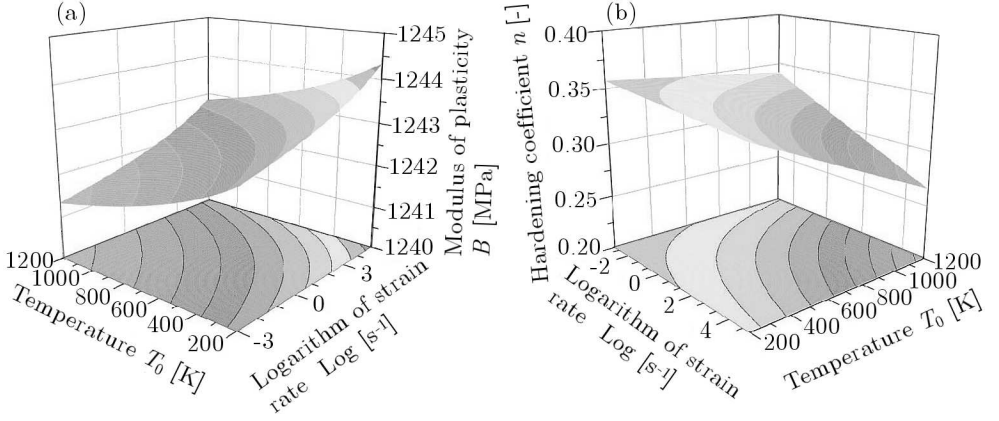 (a)
1245
1244
1243
1242
1241
1240
Modulus of plasticity
B [MPa]
1200
1000
800
600
400
200
Temperature T₀ [K]
-3
0
3
Logarithm of strain
rate Log [s⁻¹]
(b)
0.40
0.35
0.30
0.25
0.20
Hardening coefficient n [-]
-2
0
2
4
Logarithm of strain
rate Log [s⁻¹]
200
400
600
800
1000
1200
Temperature T₀ [K]